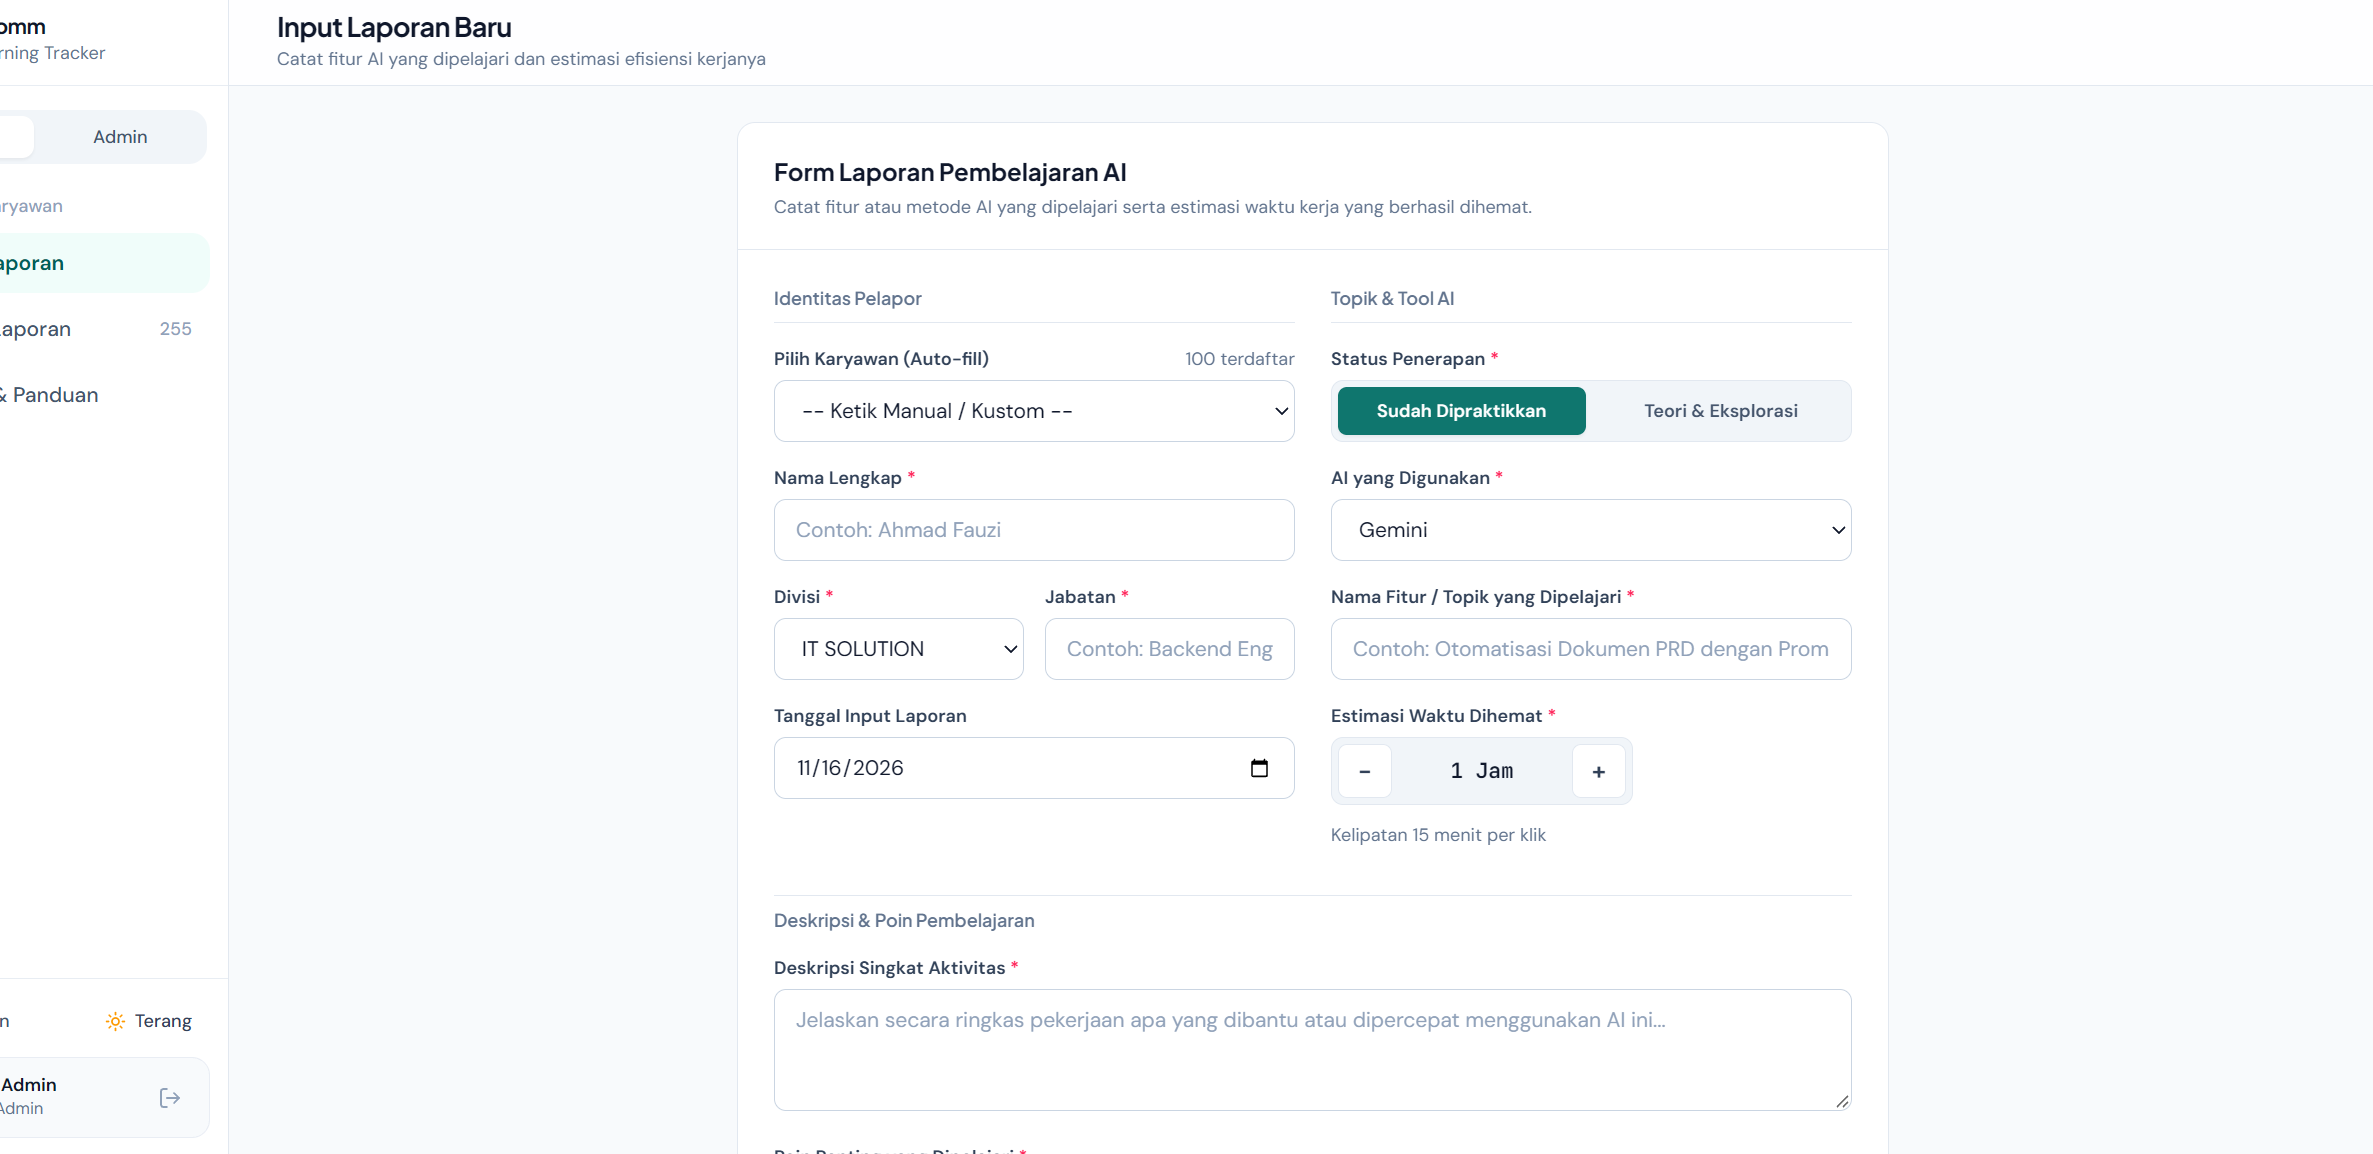 omm
rning Tracker
Admin
aryawan
aporan
Laporan 255
& Panduan
n Terang
Admin
Admin
Input Laporan Baru
Catat fitur AI yang dipelajari dan estimasi efisiensi kerjanya
Form Laporan Pembelajaran AI
Catat fitur atau metode AI yang dipelajari serta estimasi waktu kerja yang berhasil dihemat.
Identitas Pelapor
Pilih Karyawan (Auto-fill) 100 terdaftar
-- Ketik Manual / Kustom --
Nama Lengkap *
Contoh: Ahmad Fauzi
Divisi * Jabatan *
IT SOLUTION Contoh: Backend Eng
Tanggal Input Laporan
11/16/2026
Topik & Tool AI
Status Penerapan *
Sudah Dipraktikkan Teori & Eksplorasi
AI yang Digunakan *
Gemini
Nama Fitur / Topik yang Dipelajari *
Contoh: Otomatisasi Dokumen PRD dengan Prom
Estimasi Waktu Dihemat *
- 1 Jam +
Kelipatan 15 menit per klik
Deskripsi & Poin Pembelajaran
Deskripsi Singkat Aktivitas *
Jelaskan secara ringkas pekerjaan apa yang dibantu atau dipercepat menggunakan AI ini...
Poin Penting yang Dipelajari *